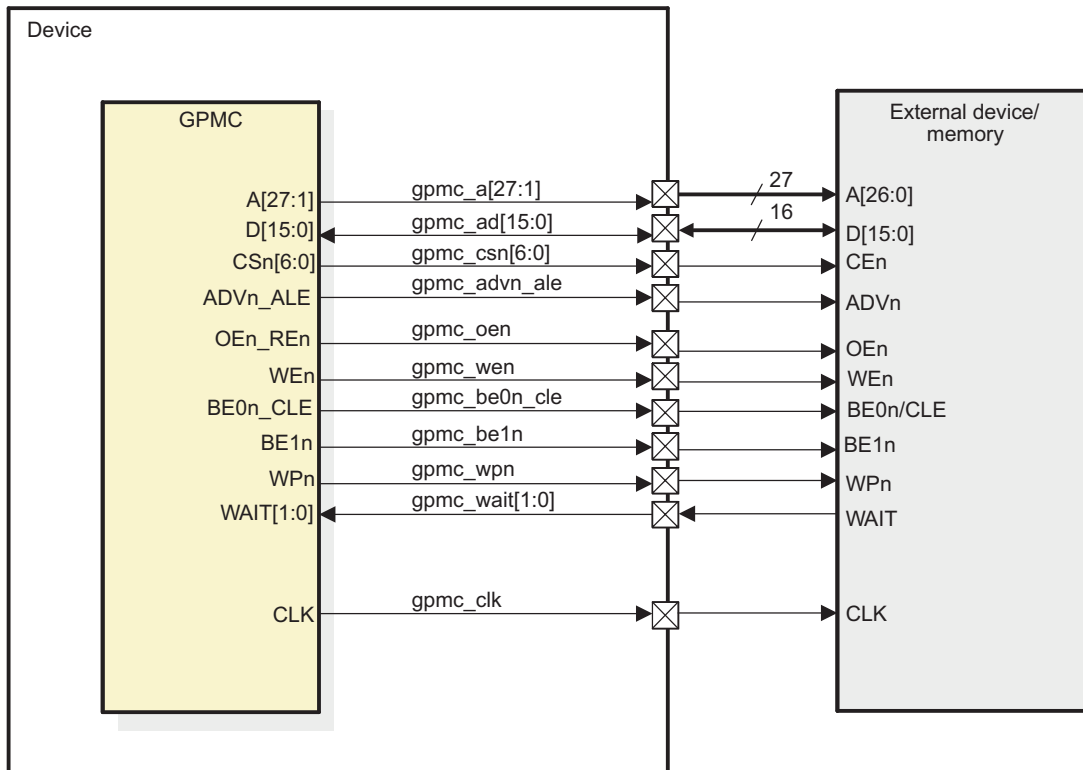 Device
GPMC
External device/
memory
A[27:1]
gpmc_a[27:1]
27
A[26:0]
D[15:0]
gpmc_ad[15:0]
16
D[15:0]
CSn[6:0]
gpmc_csn[6:0]
CEn
ADVn_ALE
gpmc_advn_ale
ADVn
OEn_REn
gpmc_oen
OEn
WEn
gpmc_wen
WEn
BE0n_CLE
gpmc_be0n_cle
BE0n/CLE
BE1n
gpmc_be1n
BE1n
WPn
gpmc_wpn
WPn
WAIT[1:0]
gpmc_wait[1:0]
WAIT
CLK
gpmc_clk
CLK